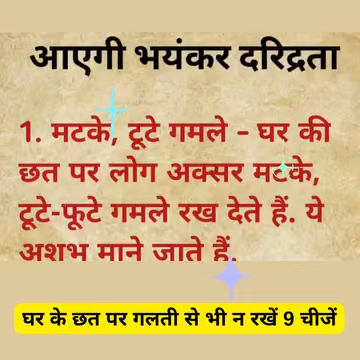 आएगी भयंकर दरिद्रता
1. मटके, टूटे गमले - घर की
छत पर लोग अक्सर मटके,
टूटे-फूटे गमले रख देते हैं. ये
अशुभ माने जाते हैं.
घर के छत पर गलती से भी न रखें 9 चीजें